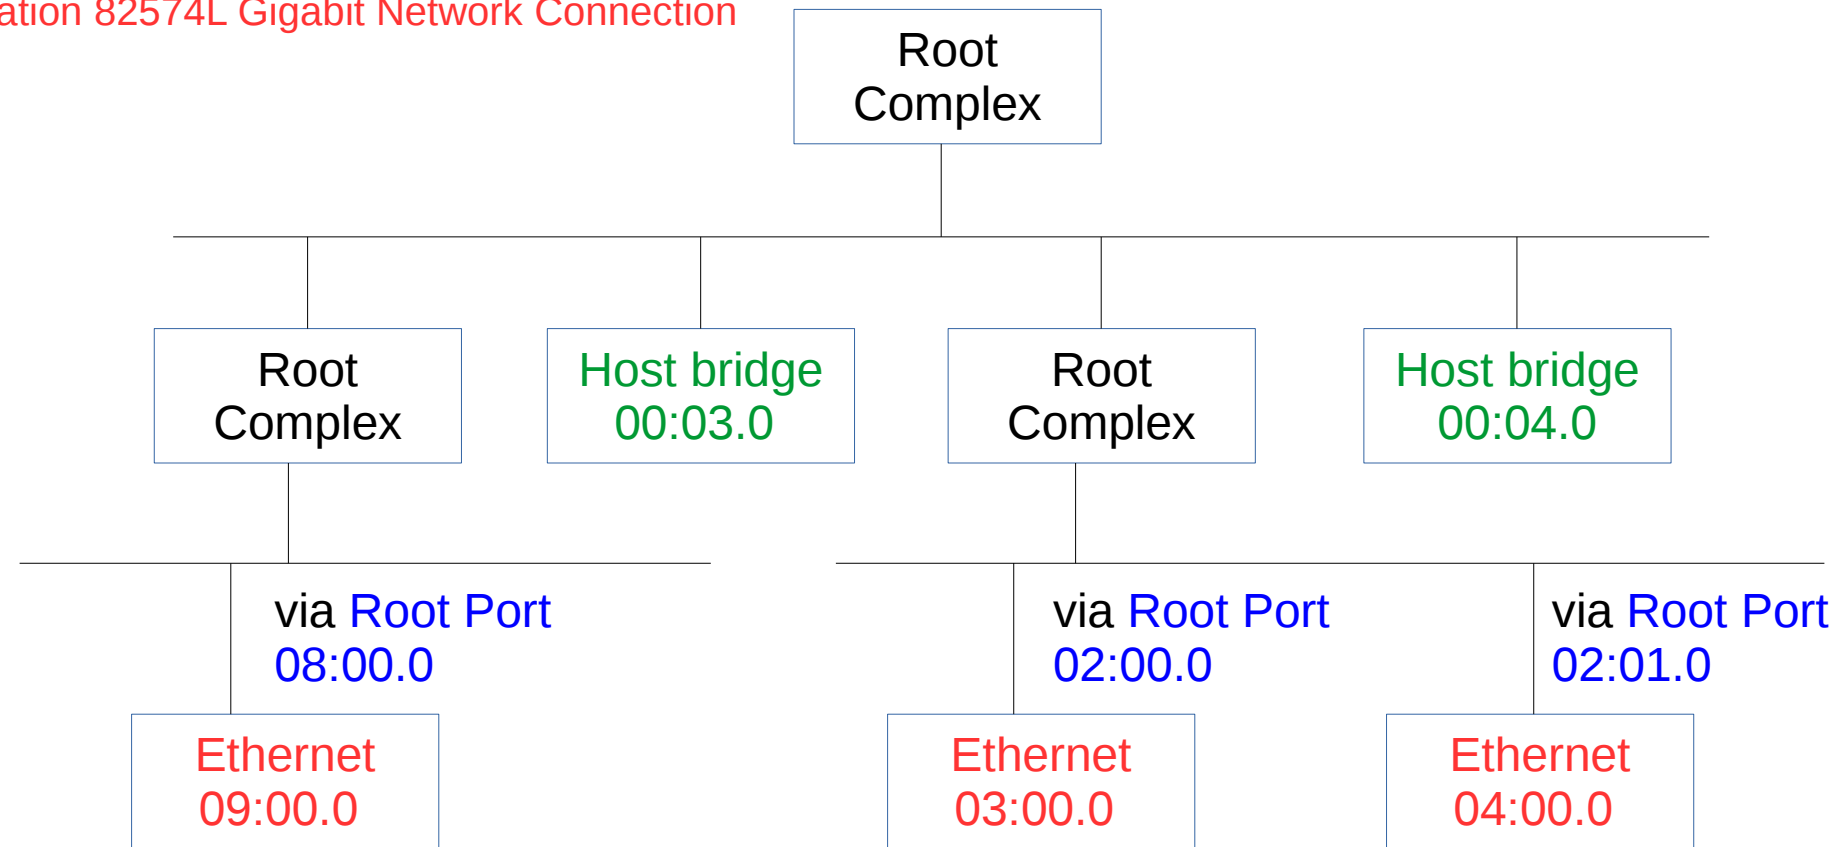 82574L Gigabit Network Connection
Root
Complex
Root
Complex
Host bridge
00:03.0
Root
Complex
Host bridge
00:04.0
via Root Port
08:00.0
via Root Port
02:00.0
via Root Port
02:01.0
Ethernet
09:00.0
Ethernet
03:00.0
Ethernet
04:00.0